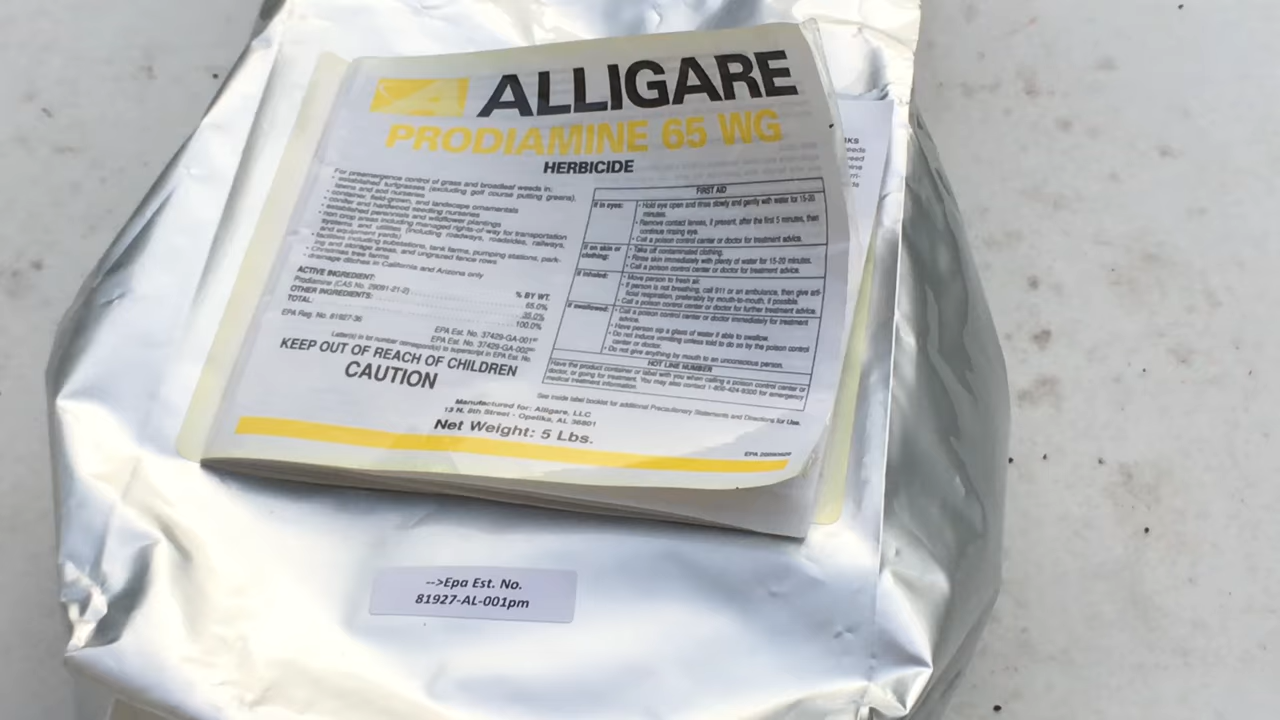 ALLIGARE
PRODIAMINE 65 WG
HERBICIDE
For preemergence control of grass and broadleaf weeds in:
• established turfgrasses (excluding golf course putting greens),
lawns and sod nurseries
• container, field-grown, and landscape ornamentals
• conifer and hardwood seedling nurseries
• established perennials and wildflower plantings
• non crop areas including managed rights-of-way for transportation
systems and utilities (including roadways, roadsides, railways,
and equipment yards)
• facilities including substations, tank farms, pumping stations, park-
ing and storage areas, and ungrazed fence rows
• Christmas tree farms
• drainage ditches in California and Arizona only
ACTIVE INGREDIENT: % BY WT.
Prodiamine (CAS No. 29091-21-2) 65.0%
OTHER INGREDIENTS: 35.0%
TOTAL: 100.0%
EPA Reg. No. 81927-36
EPA Est. No. 37429-GA-001
EPA Est. No. 37429-GA-002
Letter(s) in lot number correspond(s) to superscript in EPA Est. No.
KEEP OUT OF REACH OF CHILDREN
CAUTION
FIRST AID
If in eyes:
• Hold eye open and rinse slowly and gently with water for 15-20
minutes.
• Remove contact lenses, if present, after the first 5 minutes, then
continue rinsing eye.
• Call a poison control center or doctor for treatment advice.
If on skin or
clothing:
• Take off contaminated clothing.
• Rinse skin immediately with plenty of water for 15-20 minutes.
• Call a poison control center or doctor for treatment advice.
If inhaled:
• Move person to fresh air.
• If person is not breathing, call 911 or an ambulance, then give arti-
ficial respiration, preferably by mouth-to-mouth, if possible.
• Call a poison control center or doctor for further treatment advice.
If swallowed:
• Call a poison control center or doctor immediately for treatment
advice.
• Have person sip a glass of water if able to swallow.
• Do not induce vomiting unless told to do so by the poison control
center or doctor.
• Do not give anything by mouth to an unconscious person.
HOT LINE NUMBER
Have the product container or label with you when calling a poison control center or
doctor, or going for treatment. You may also contact 1-800-424-9300 for emergency
medical treatment information.
See inside label booklet for additional Precautionary Statements and Directions for Use.
Manufactured for: Alligare, LLC
13 N. 8th Street - Opelika, AL 36801
Net Weight: 5 Lbs.
EPA
-->Epa Est. No.
81927-AL-001pm